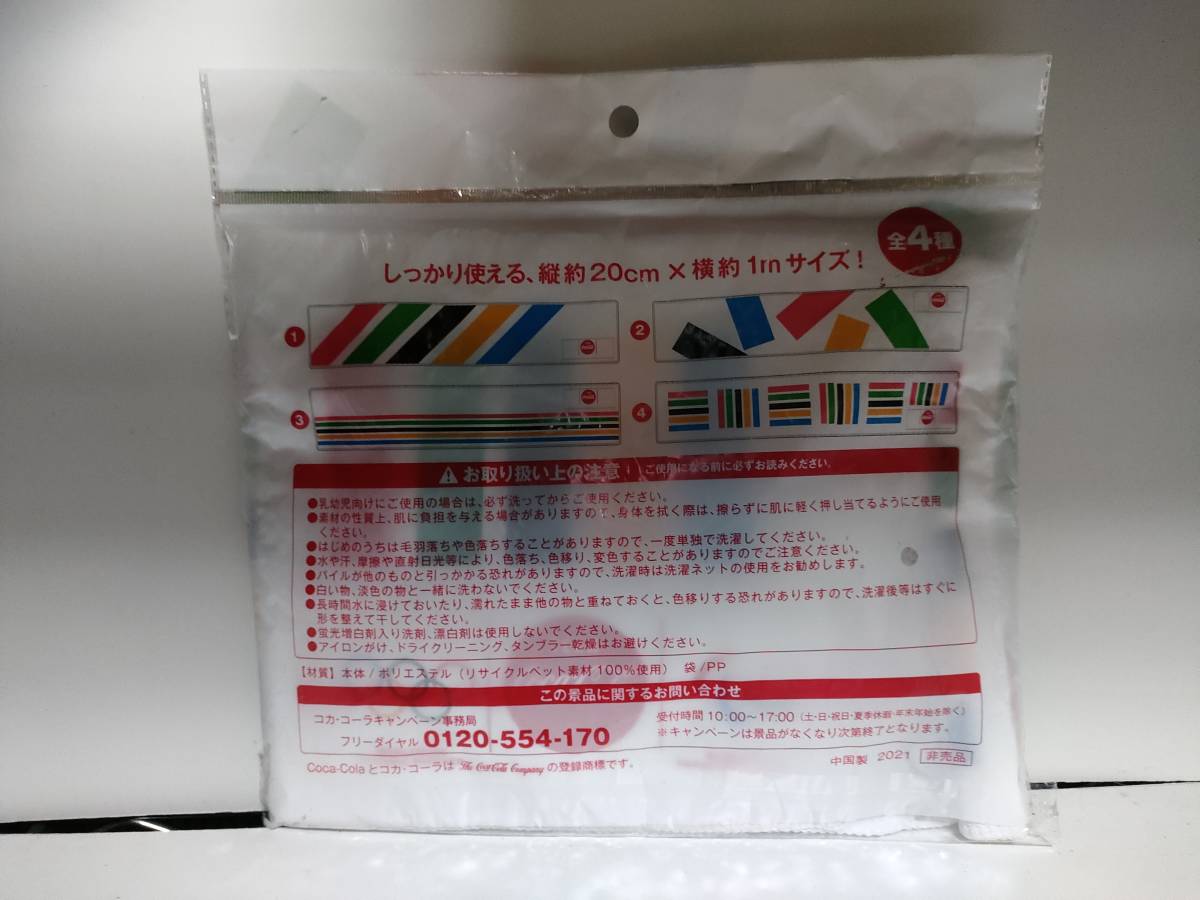 全4種
しっかり使える、縦約20cm×横約1mサイズ!
1
2
3
4
お取り扱い上の注意 ご使用になる前に必ずお読みください。
●乳幼児向けにご使用の場合は、必ず洗ってからご使用ください。
●素材の性質上、肌に負担を与える場合がありますので、身体を拭く際は、擦らずに肌に軽く押し当てるようにご使用
ください。
●はじめのうちは毛羽落ちや色落ちすることがありますので、一度単独で洗濯してください。
●水や汗、摩擦や直射日光等により、色落ち、色移り、変色することがありますのでご注意ください。
●パイルが他のものと引っかかる恐れがありますので、洗濯時は洗濯ネットの使用をお勧めします。
●白い物、淡色の物と一緒に洗わないでください。
●長時間水に浸けておいたり、濡れたまま他の物と重ねておくと、色移りする恐れがありますので、洗濯後等はすぐに
形を整えて干してください。
●蛍光増白剤入り洗剤、漂白剤は使用しないでください。
●アイロンがけ、ドライクリーニング、タンブラー乾燥はお避けください。
【材質】本体/ポリエステル(リサイクルペット素材100%使用) 袋/PP
この景品に関するお問い合わせ
コカ・コーラキャンペーン事務局
フリーダイヤル 0120-554-170
受付時間 10:00~17:00(土・日・祝日・夏季休暇・年末年始を除く)
※キャンペーンは景品がなくなり次第終了となります。
Coca-Colaとコカ・コーラは The Coca-Cola Company の登録商標です。
中国製 2021 非売品